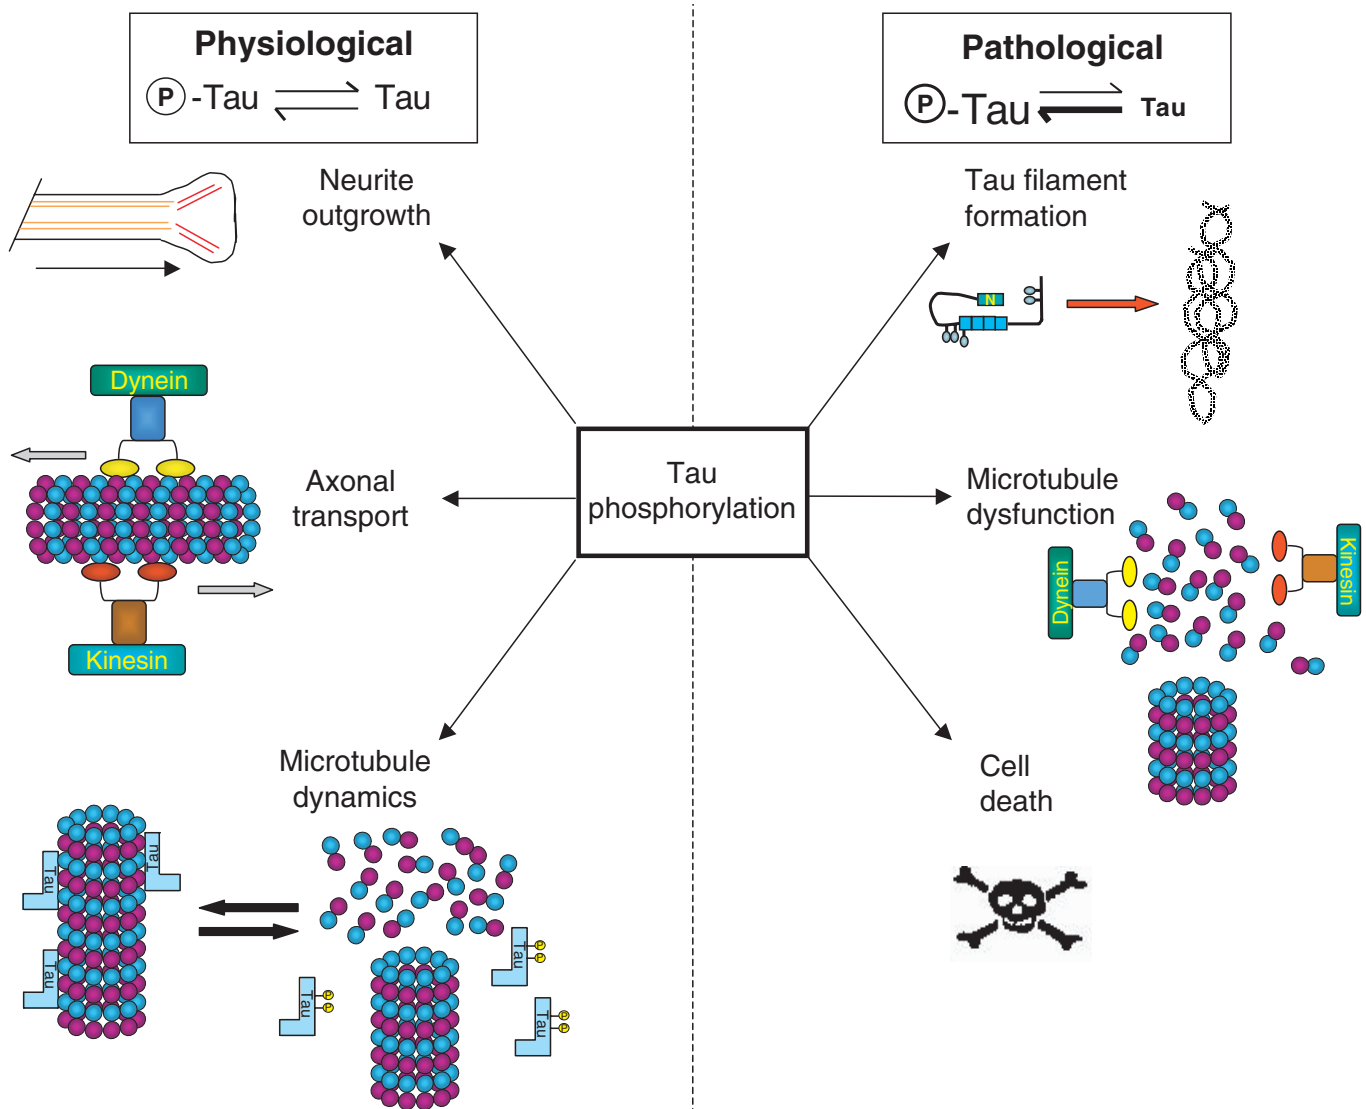 Physiological
P -Tau Tau
Pathological
P -Tau Tau
Neurite
outgrowth
Tau filament
formation
N
Dynein
Axonal
transport
Kinesin
Tau
phosphorylation
Microtubule
dysfunction
Dynein
Kinesin
Microtubule
dynamics
Cell
death
Tau
Tau
Tau
Tau
P
P
Tau
P
P
Tau
P
P